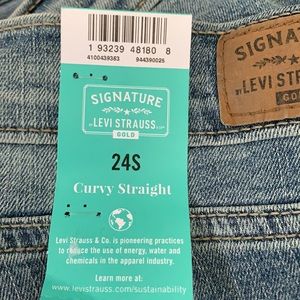 1 93239 48180 8
4100439363 944390025
SIGNATURE
BY LEVI STRAUSS & CO.
GOLD
24S
Curvy Straight
Levi Strauss & Co. is pioneering practices
to reduce the use of energy, water and
chemicals in the apparel industry.
Learn more at:
www.levistrauss.com/sustainability
SIGNATURE
BY LEVI STRAUSS
GOLD